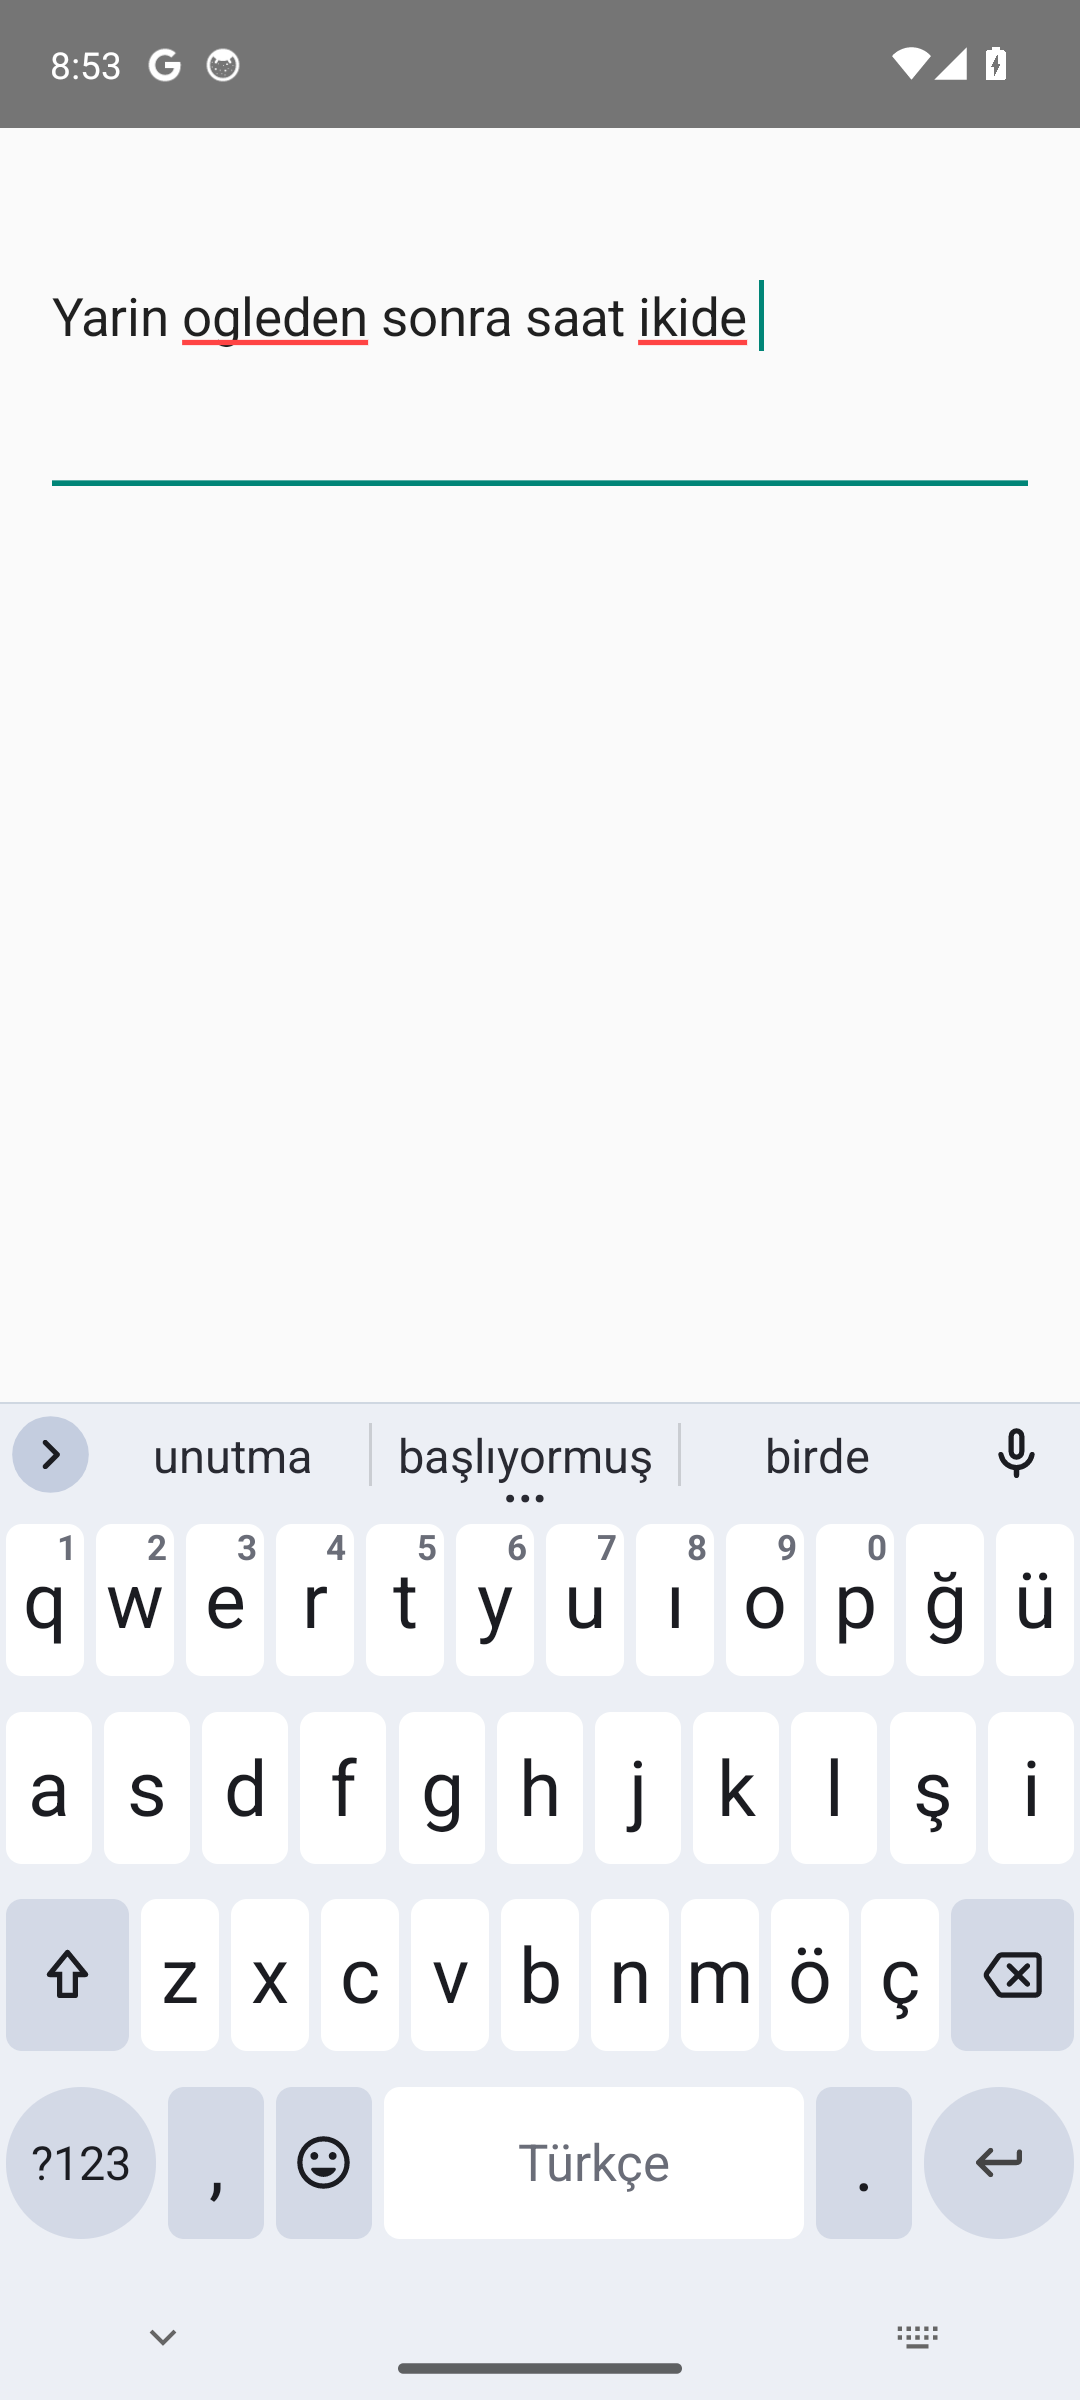 8:53
Yarin ogleden sonra saat ikide
unutma başlıyormuş birde
1 2 3 4 5 6 7 8 9 0
q w e r t y u ı o p ğ ü
a s d f g h j k l ş i
z x c v b n m ö ç
?123 , Türkçe .